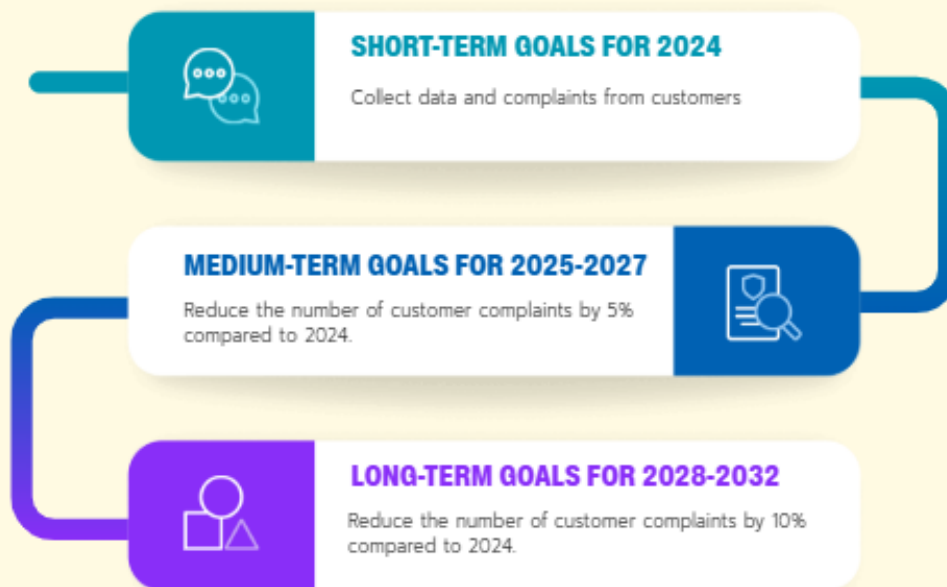 SHORT-TERM GOALS FOR 2024
Collect data and complaints from customers
MEDIUM-TERM GOALS FOR 2025-2027
Reduce the number of customer complaints by 5%
compared to 2024.
LONG-TERM GOALS FOR 2028-2032
Reduce the number of customer complaints by 10%
compared to 2024.